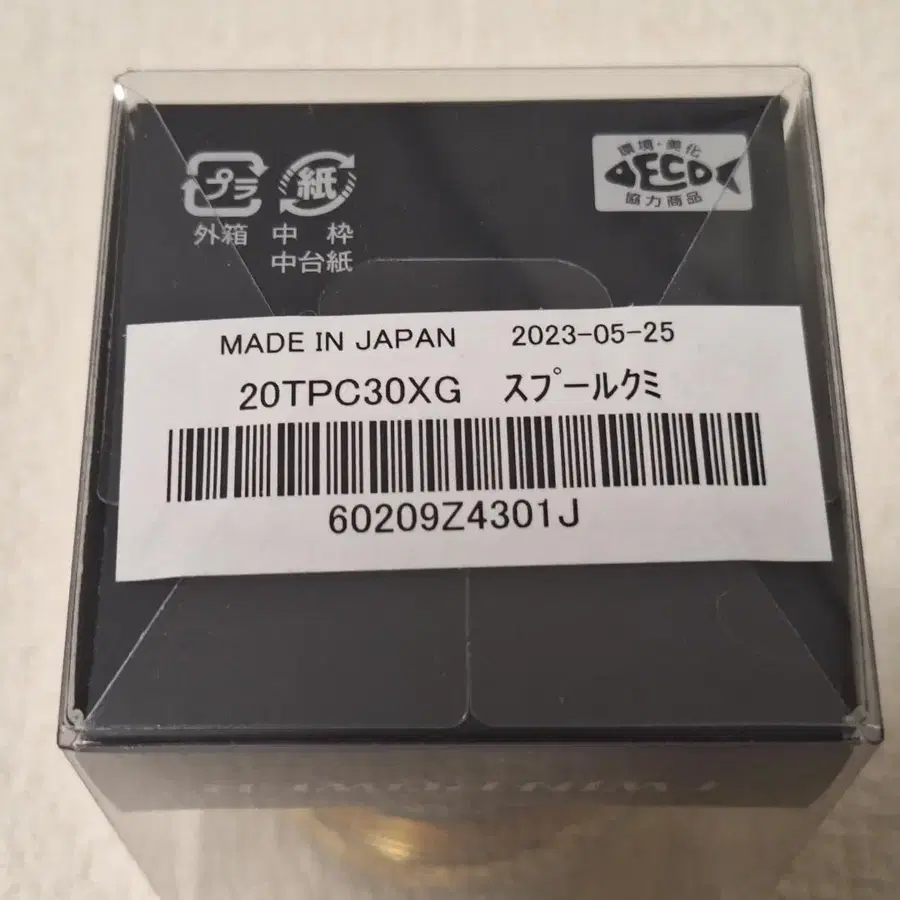 プラ
外箱
紙
中 枠
中台紙
環境・美化
ECO
協力商品
MADE IN JAPAN 2023-05-25
20TPC30XG スプールクミ
60209Z4301J